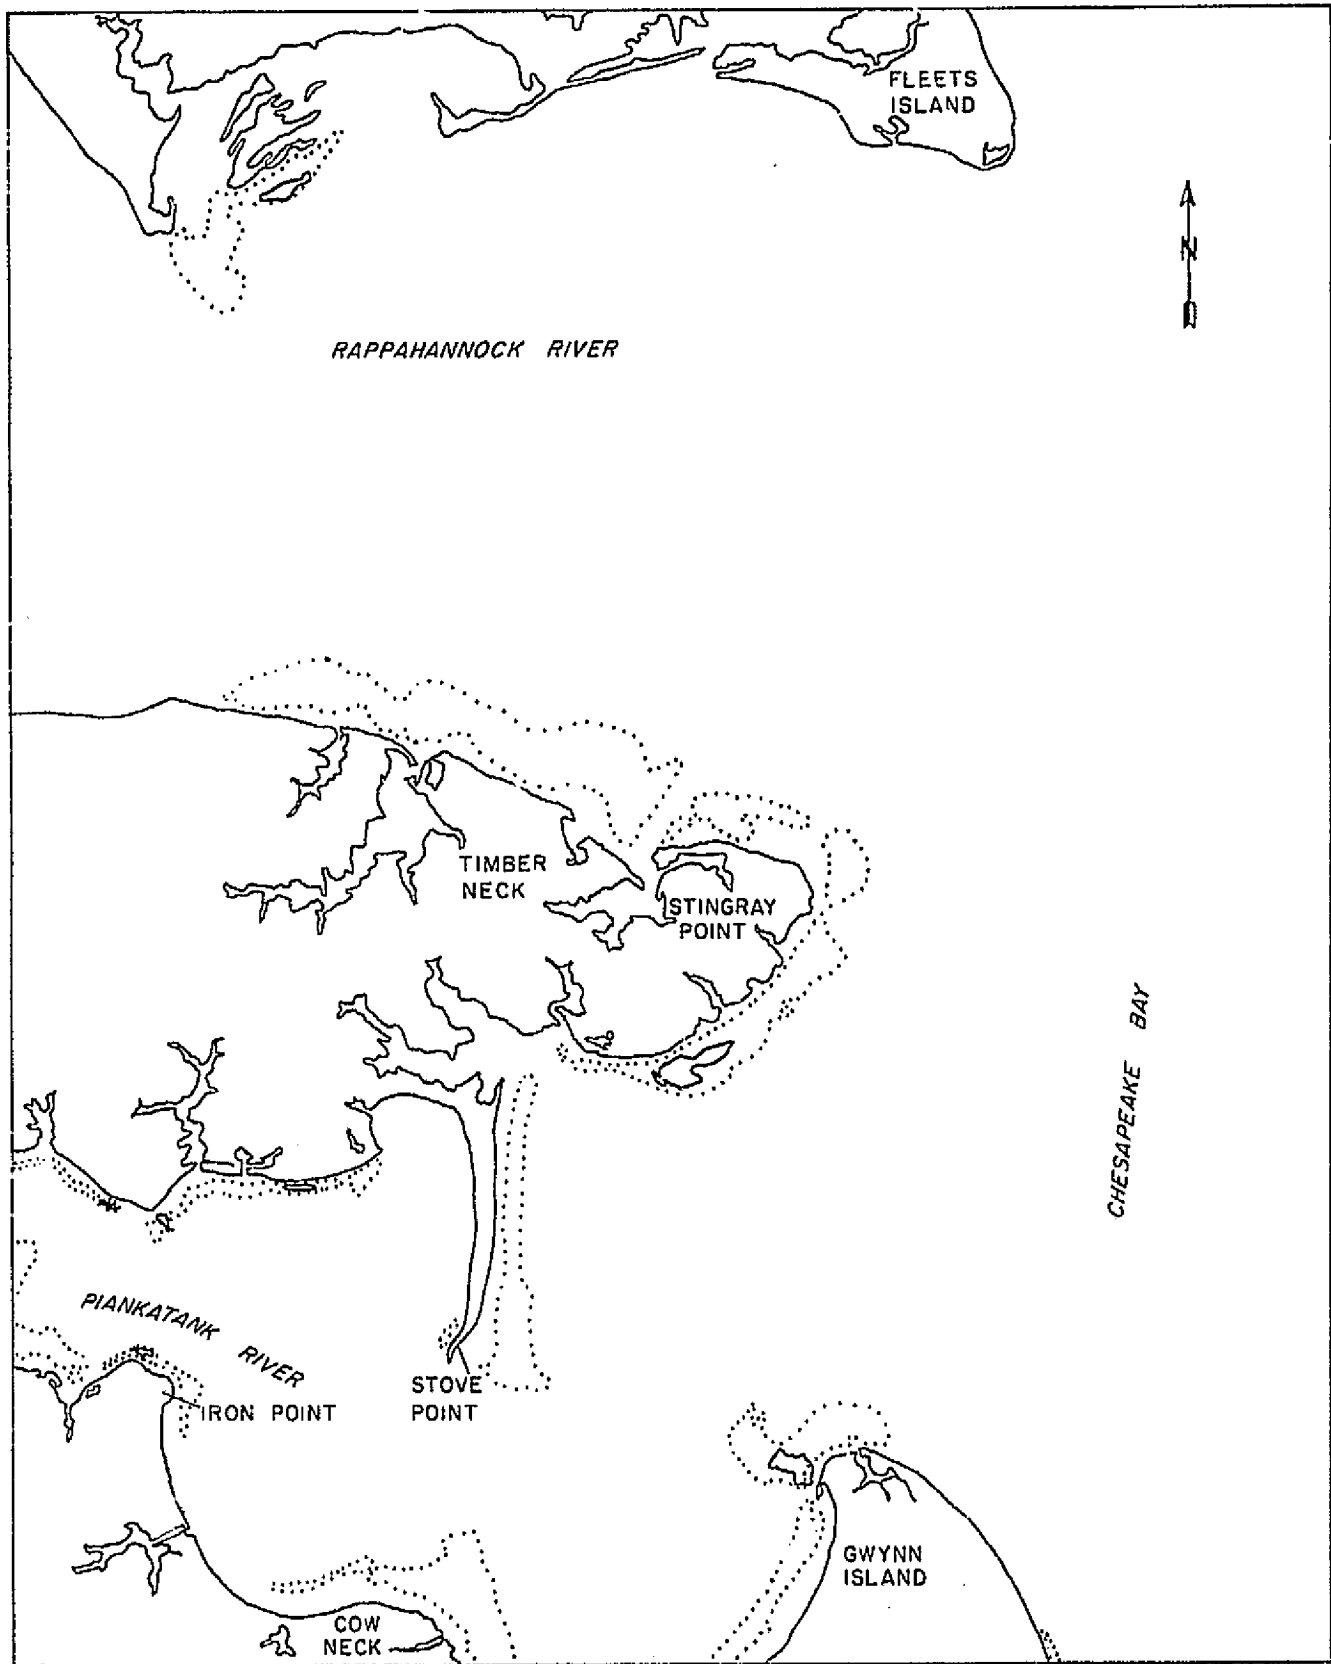 FLEETS
ISLAND
N
RAPPAHANNOCK RIVER
TIMBER
NECK
STINGRAY
POINT
CHESAPEAKE BAY
PIANKATANK RIVER
STOVE
POINT
IRON POINT
GWYNN
ISLAND
COW
NECK